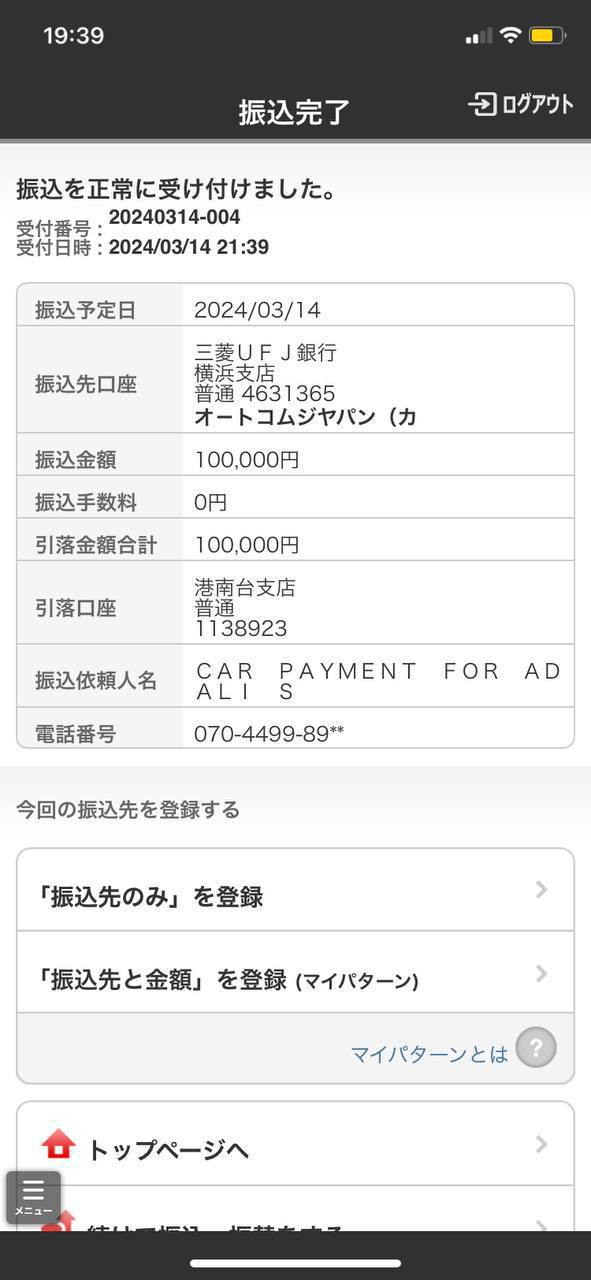 19:39
振込完了
ログアウト
振込を正常に受け付けました。
受付番号：20240314-004
受付日時：2024/03/14 21:39
振込予定日 2024/03/14
振込先口座
三菱ＵＦＪ銀行
横浜支店
普通 4631365
オートコムジヤパン（カ
振込金額 100,000円
振込手数料 0円
引落金額合計 100,000円
引落口座
港南台支店
普通
1138923
振込依頼人名
ＣＡＲ　ＰＡＹＭＥＮＴ　ＦＯＲ　ＡＤ
ＡＬＩ　Ｓ
電話番号 070-4499-89**
今回の振込先を登録する
「振込先のみ」を登録
「振込先と金額」を登録 (マイパターン)
マイパターンとは ?
トップページへ
メニュー